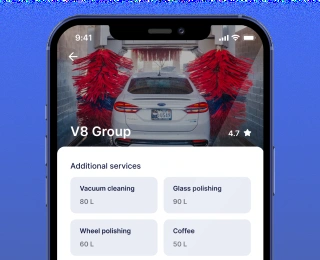 9:41
V8 Group
4.7
Additional services
Vacuum cleaning
80 L
Glass polishing
90 L
Wheel polishing
60 L
Coffee
50 L